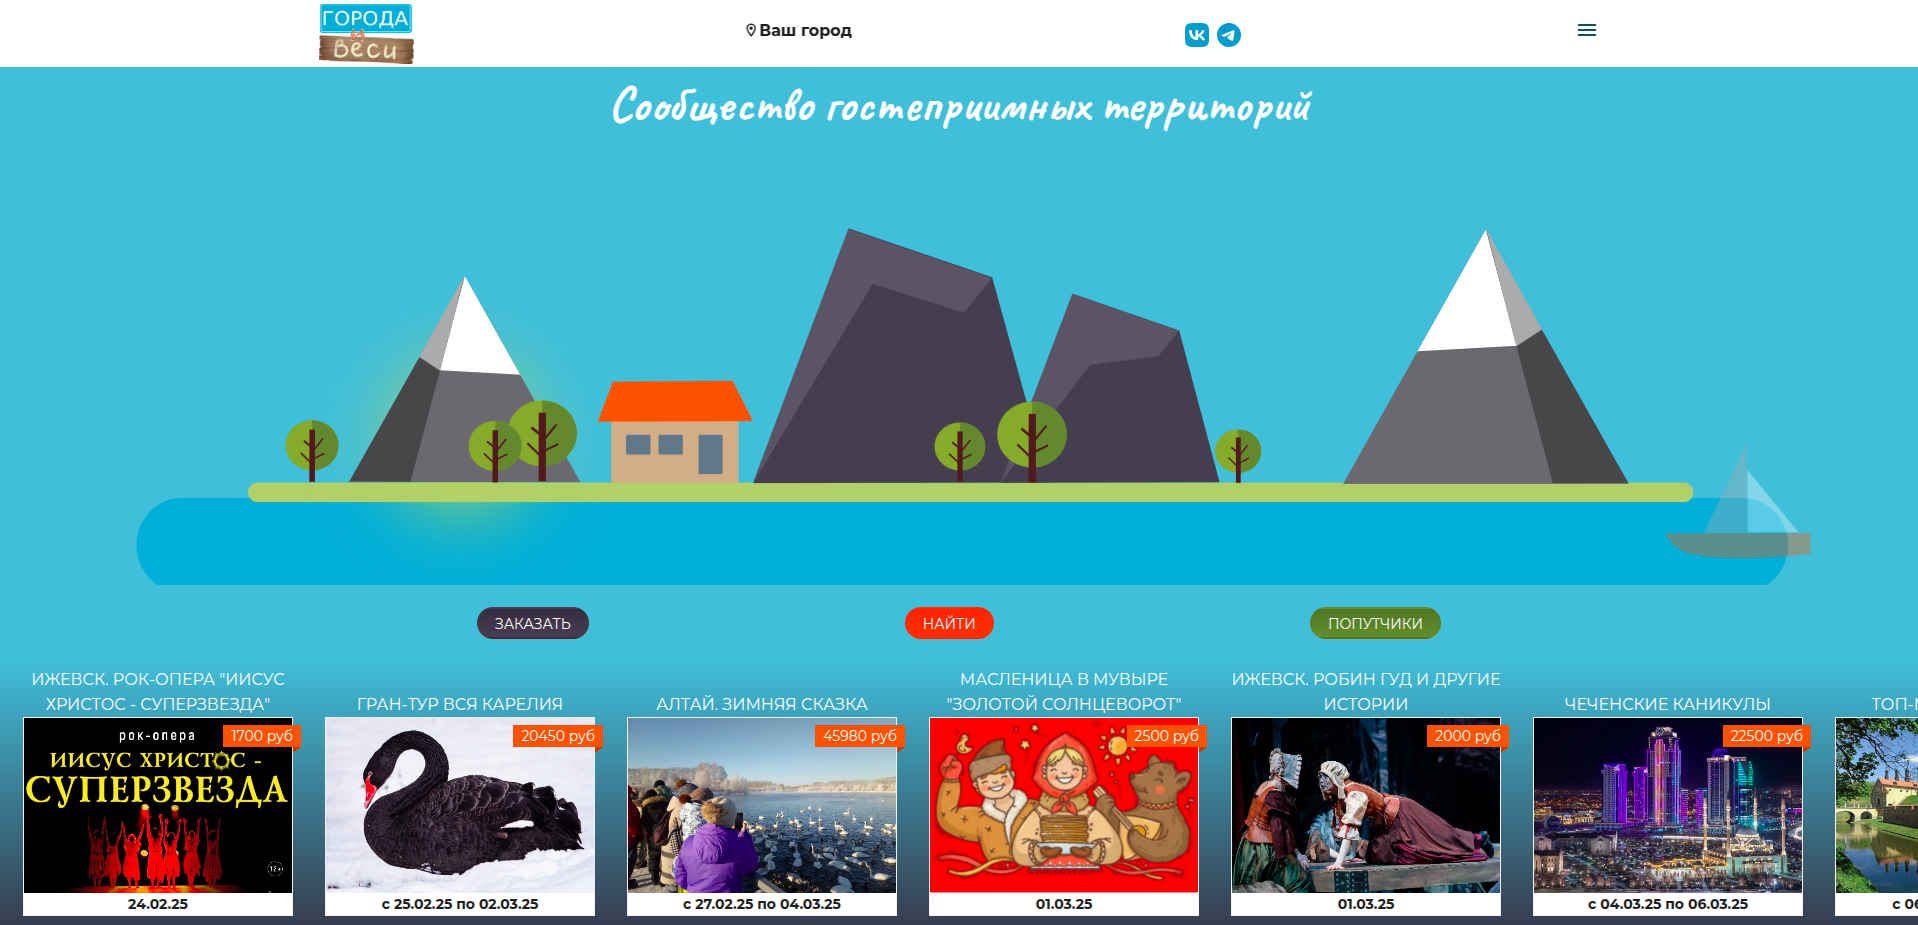 ГОРОДА
и
Веси
Ваш город
Сообщество гостеприимных территорий
ЗАКАЗАТЬ
НАЙТИ
ПОПУТЧИКИ
ИЖЕВСК. РОК-ОПЕРА "ИИСУС
ХРИСТОС - СУПЕРЗВЕЗДА"
1700 руб
рок-опера
ИИСУС ХРИСТОС -
СУПЕРЗВЕЗДА
12+
24.02.25
ГРАН-ТУР ВСЯ КАРЕЛИЯ
20450 руб
с 25.02.25 по 02.03.25
АЛТАЙ. ЗИМНЯЯ СКАЗКА
45980 руб
с 27.02.25 по 04.03.25
МАСЛЕНИЦА В МУВЫРЕ
"ЗОЛОТОЙ СОЛНЦЕВОРОТ"
2500 руб
01.03.25
ИЖЕВСК. РОБИН ГУД И ДРУГИЕ
ИСТОРИИ
2000 руб
01.03.25
ЧЕЧЕНСКИЕ КАНИКУЛЫ
22500 руб
с 04.03.25 по 06.03.25
ТОП-
с 0